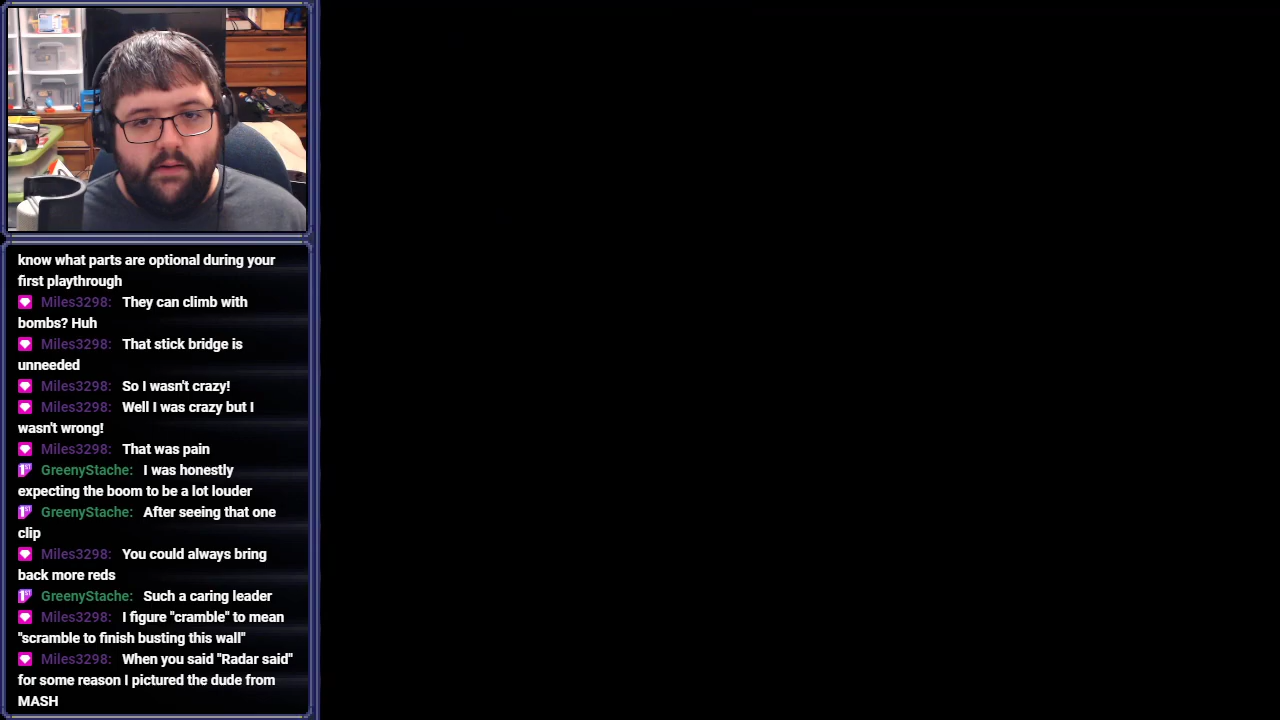 know what parts are optional during your
first playthrough
Miles3298: They can climb with
bombs? Huh
Miles3298: That stick bridge is
unneeded
Miles3298: So I wasn't crazy!
Miles3298: Well I was crazy but I
wasn't wrong!
Miles3298: That was pain
1ST GreenyStache: I was honestly
expecting the boom to be a lot louder
1ST GreenyStache: After seeing that one
clip
Miles3298: You could always bring
back more reds
1ST GreenyStache: Such a caring leader
Miles3298: I figure "cramble" to mean
"scramble to finish busting this wall"
Miles3298: When you said "Radar said"
for some reason I pictured the dude from
MASH